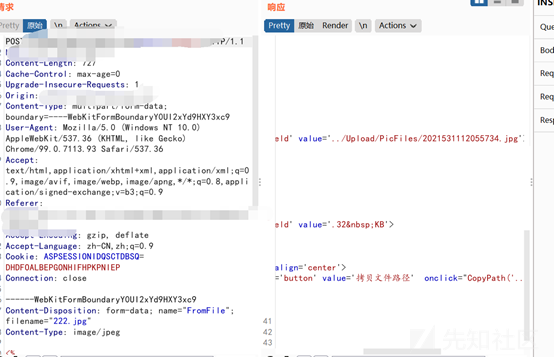 请求
响应
Pretty 原始 \n Actions
Pretty 原始 Render \n Actions
INS
Que
Body
Req
Req
Resp
POS
/1.1
Content-Length: 727
Cache-Control: max-age=0
Upgrade-Insecure-Requests: 1
Origin:
Content-Type: multipart/form-data;
boundary=----WebKitFormBoundaryYOUI2xYd9HXY3xc9
User-Agent: Mozilla/5.0 (Windows NT 10.0)
AppleWebKit/537.36 (KHTML, like Gecko)
Chrome/99.0.7113.93 Safari/537.36
Accept:
text/html,application/xhtml+xml,application/xml;q=0
.9,image/avif,image/webp,image/apng,*/*;q=0.8,appli
cation/signed-exchange;v=b3;q=0.9
Referer:
gzip, deflate
Accept-Language: zh-CN,zh;q=0.9
Cookie: ASPSESSIONIDQSCTDBSQ=
DHDFOALBEPGONHIFHPKPNIEP
Connection: close
------WebKitFormBoundaryYOUI2xYd9HXY3xc9
Content-Disposition: form-data; name="FromFile";
filename="222.jpg"
Content-Type: image/jpeg
<%
eld' value='../Upload/PicFiles/2021531112055734.jpg'
eld' value='.32&nbsp;KB'>
align='center'>
='button' value='拷贝文件路径' onclick="CopyPath('..
41
42
43
先知社区